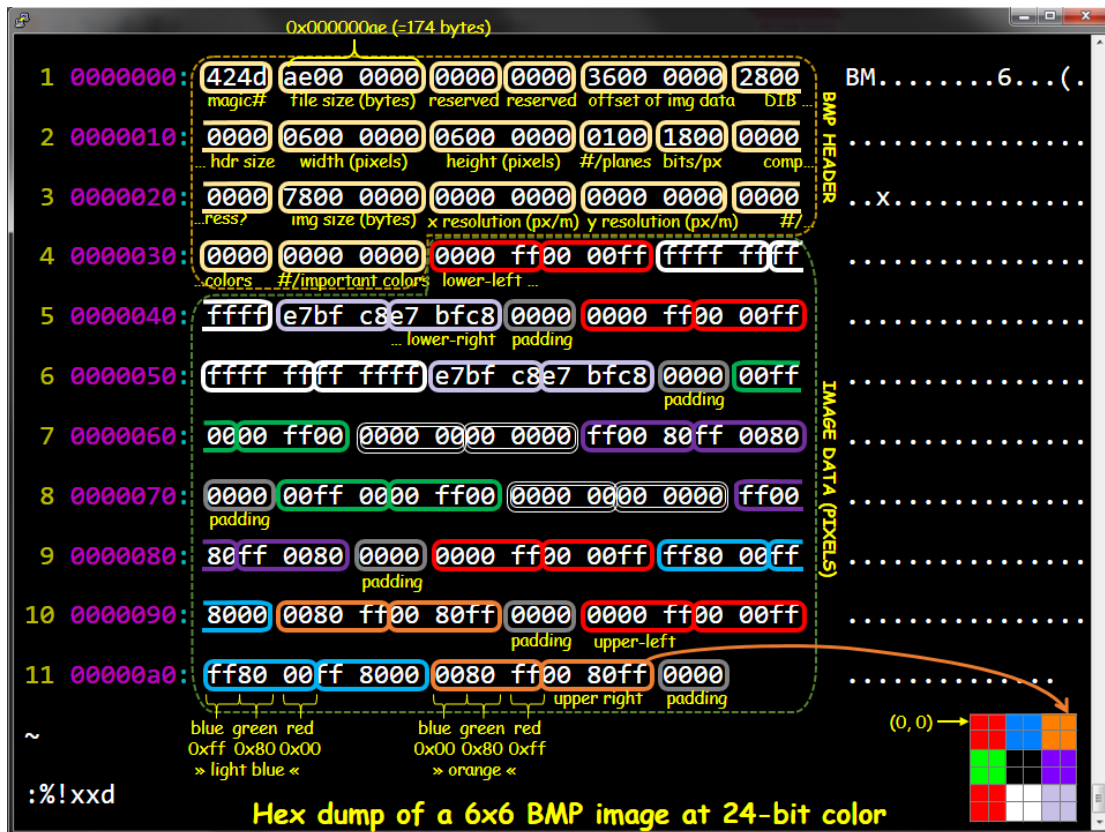 0x000000ae (=174 bytes)
1 0000000: 424d ae00 0000 0000 0000 3600 0000 2800 BM........6...(.
magic# file size (bytes) reserved reserved offset of img data DIB ...
2 0000010: 0000 0600 0000 0600 0000 0100 1800 0000 ................
... hdr size width (pixels) height (pixels) #/planes bits/px comp...
3 0000020: 0000 7800 0000 0000 0000 0000 0000 0000 ..x.............
...ress? img size (bytes) x resolution (px/m) y resolution (px/m) #/...
BMP HEADER
4 0000030: 0000 0000 0000 0000 ff00 00ff ffff ffff ................
...colors #/important colors lower-left ...
5 0000040: ffff e7bf c8e7 bfc8 0000 0000 ff00 00ff ................
... lower-right padding
6 0000050: ffff ffff ffff e7bf c8e7 bfc8 0000 00ff ................
padding
7 0000060: 0000 ff00 0000 0000 0000 ff00 80ff 0080 ................
8 0000070: 0000 00ff 0000 ff00 0000 0000 0000 ff00 ................
padding
9 0000080: 80ff 0080 0000 0000 ff00 00ff ff80 00ff ................
padding
10 0000090: 8000 0080 ff00 80ff 0000 0000 ff00 00ff ................
padding upper-left
11 00000a0: ff80 00ff 8000 0080 ff00 80ff 0000 ..............
upper right padding
IMAGE DATA (PIXELS)
blue green red blue green red
0xff 0x80 0x00 0x00 0x80 0xff
» light blue « » orange «
(0, 0)
~
:%!xxd
Hex dump of a 6x6 BMP image at 24-bit color